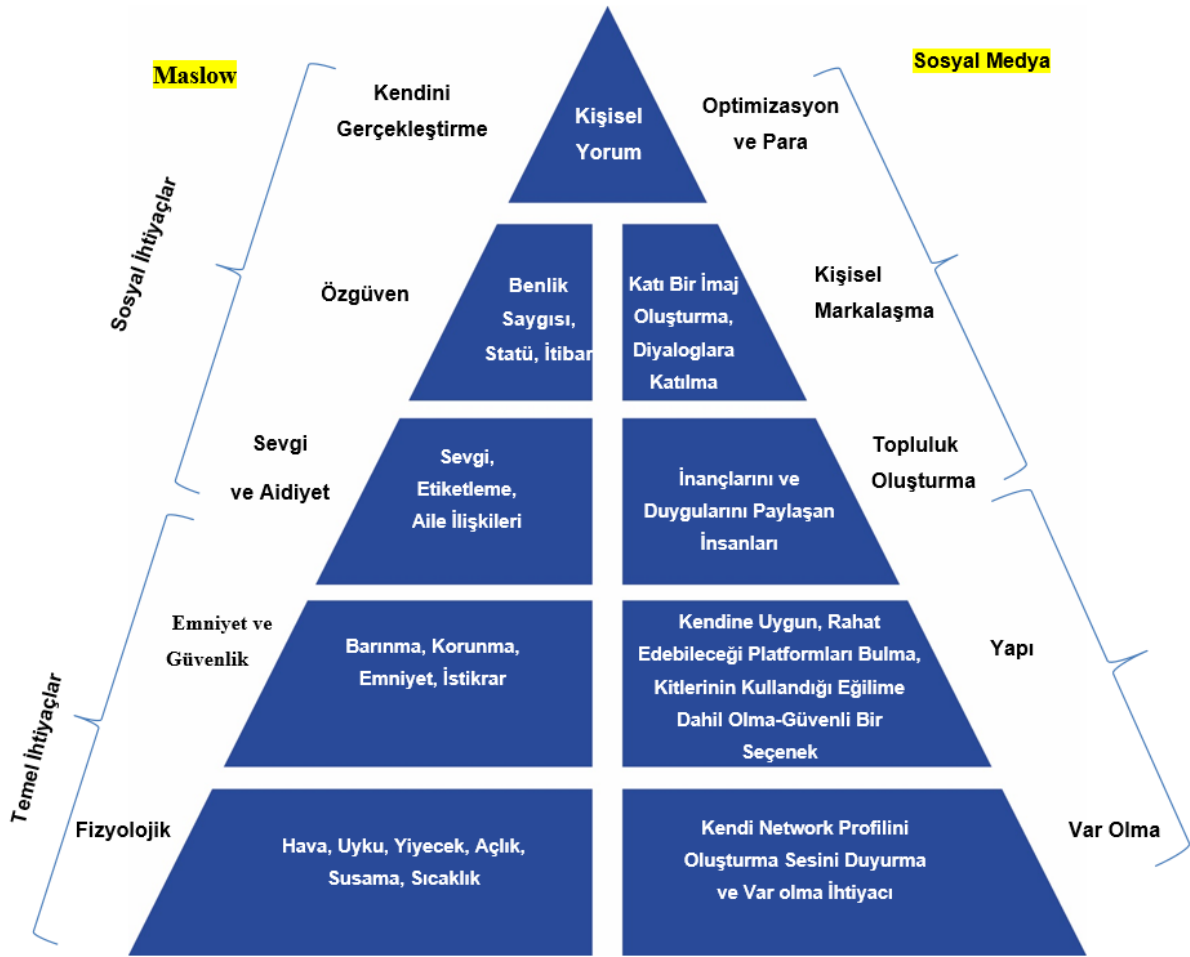 Maslow
Sosyal Medya
Kendini
Gerçekleştirme
Kişisel
Yorum
Optimizasyon
ve Para
Sosyal İhtiyaçlar
Özgüven
Benlik
Saygısı,
Statü, İtibar
Katı Bir İmaj
Oluşturma,
Diyaloglara
Katılma
Kişisel
Markalaşma
Sevgi
ve Aidiyet
Sevgi,
Etiketleme,
Aile İlişkileri
İnançlarını ve
Duygularını Paylaşan
İnsanları
Topluluk
Oluşturma
Temel İhtiyaçlar
Emniyet ve
Güvenlik
Barınma, Korunma,
Emniyet, İstikrar
Kendine Uygun, Rahat
Edebileceği Platformları Bulma,
Kitlerinin Kullandığı Eğilime
Dahil Olma-Güvenli Bir
Seçenek
Yapı
Fizyolojik
Hava, Uyku, Yiyecek, Açlık,
Susama, Sıcaklık
Kendi Network Profilini
Oluşturma Sesini Duyurma
ve Var olma İhtiyacı
Var Olma